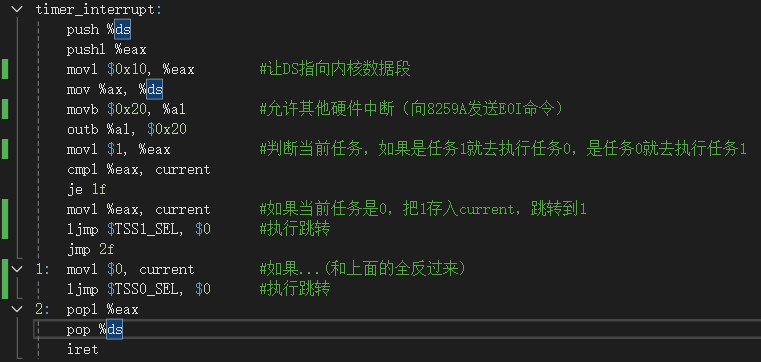 timer_interrupt:
push %ds
pushl %eax
movl $0x10, %eax #让DS指向内核数据段
mov %ax, %ds
movb $0x20, %al #允许其他硬件中断（向8259A发送EOI命令）
outb %al, $0x20
movl $1, %eax #判断当前任务，如果是任务1就去执行任务0，是任务0就去执行任务1
cmpl %eax, current
je 1f
movl %eax, current #如果当前任务是0，把1存入current，跳转到1
ljmp $TSS1_SEL, $0 #执行跳转
jmp 2f
1: movl $0, current #如果...(和上面的全反过来)
ljmp $TSS0_SEL, $0 #执行跳转
2: popl %eax
pop %ds
iret